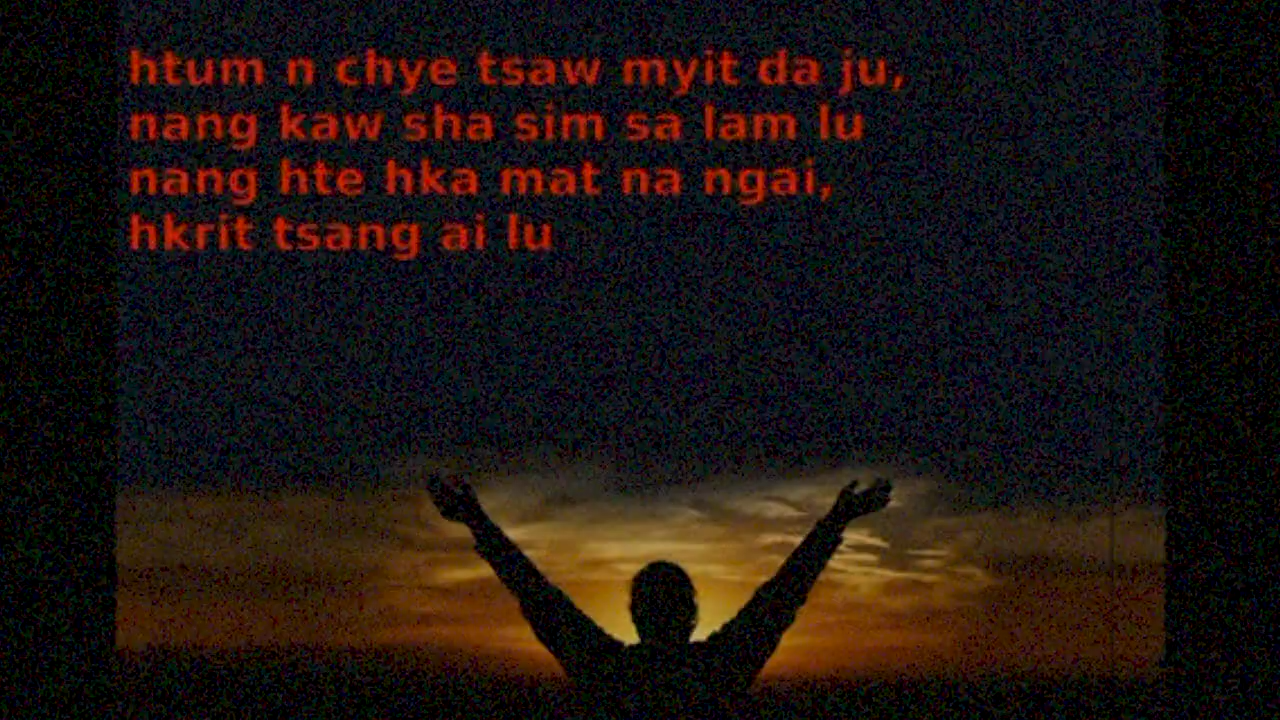 htum n chye tsaw myit da ju,
nang kaw sha sim sa lam lu
nang hte hka mat na ngai,
hkrit tsang ai lu